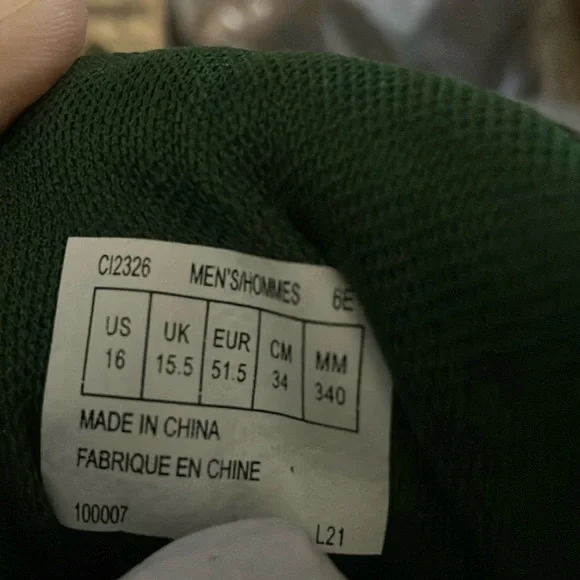 CI2326 MEN'S/HOMMES 6E
US UK EUR CM MM
16 15.5 51.5 34 340
MADE IN CHINA
FABRIQUE EN CHINE
100007 L21